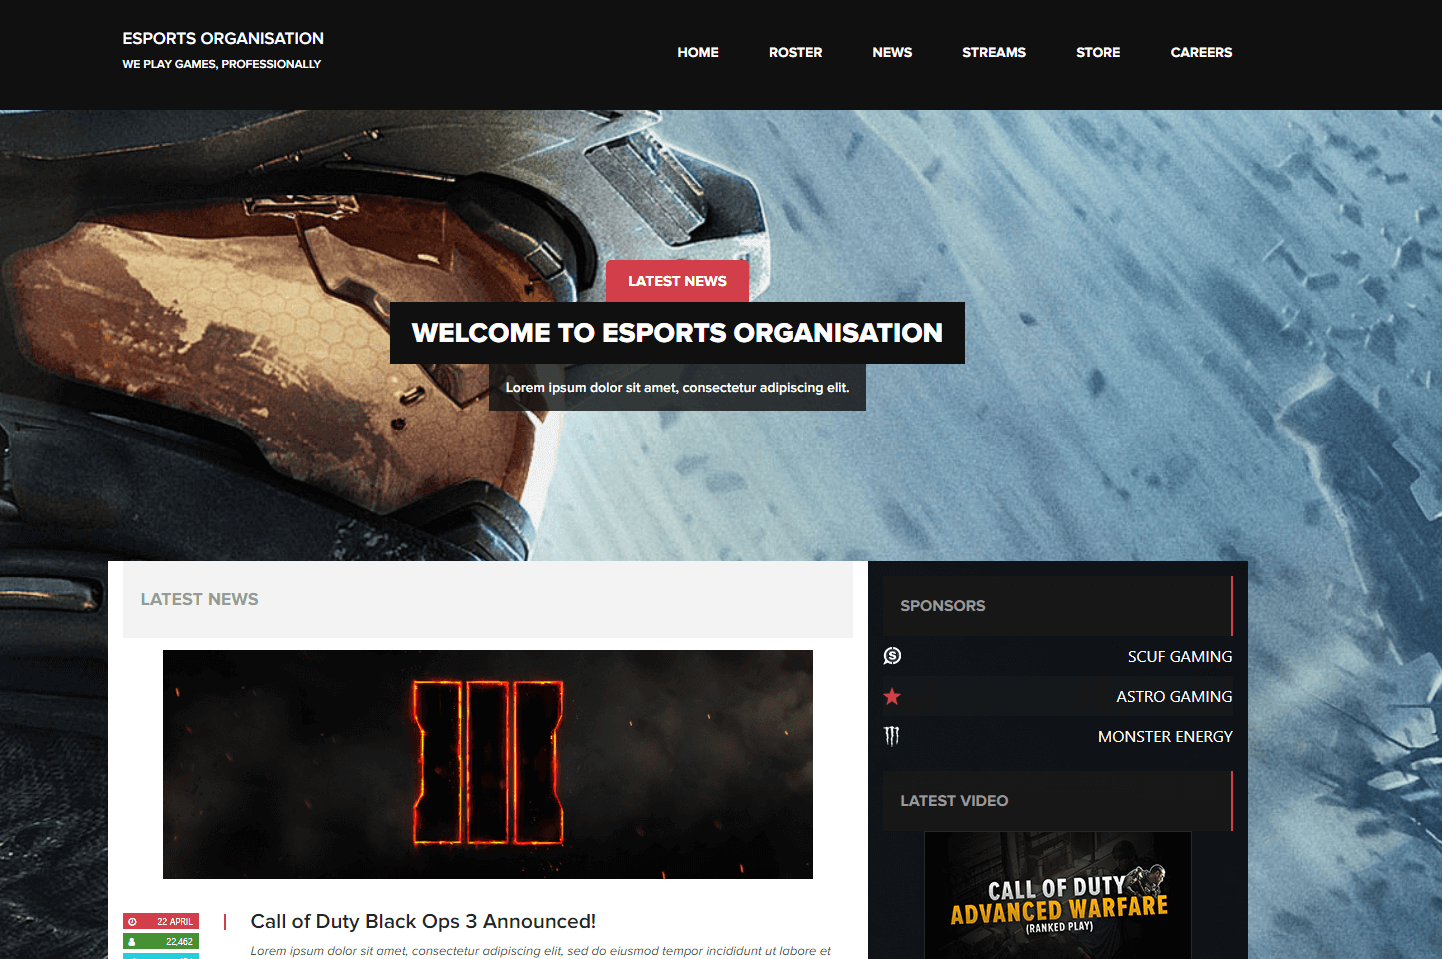 ESPORTS ORGANISATION
WE PLAY GAMES, PROFESSIONALLY
HOME ROSTER NEWS STREAMS STORE CAREERS
LATEST NEWS
WELCOME TO ESPORTS ORGANISATION
Lorem ipsum dolor sit amet, consectetur adipiscing elit.
LATEST NEWS
22 APRIL
22,462
Call of Duty Black Ops 3 Announced!
Lorem ipsum dolor sit amet, consectetur adipiscing elit, sed do eiusmod tempor incididunt ut labore et
SPONSORS
SCUF GAMING
ASTRO GAMING
MONSTER ENERGY
LATEST VIDEO
CALL OF DUTY
ADVANCED WARFARE
(RANKED PLAY)